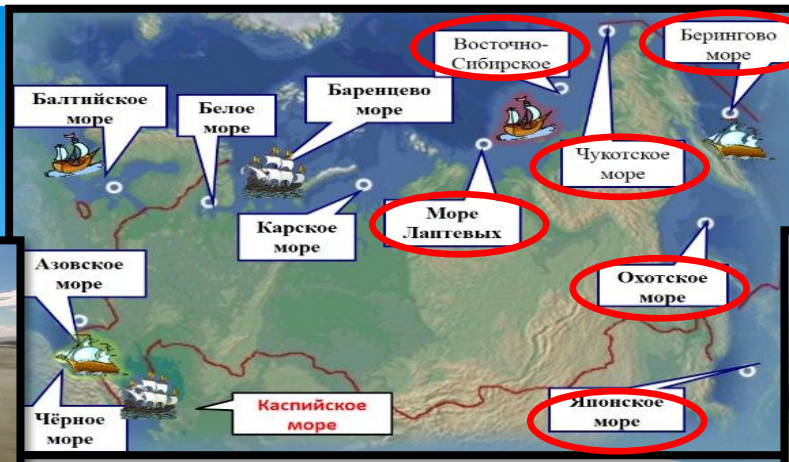 Восточно-
Сибирское
Берингово
море
Балтийское
море
Белое
море
Баренцево
море
Чукотское
море
Карское
море
Море
Лаптевых
Азовское
море
Охотское
море
Чёрное
море
Каспийское
море
Японское
море